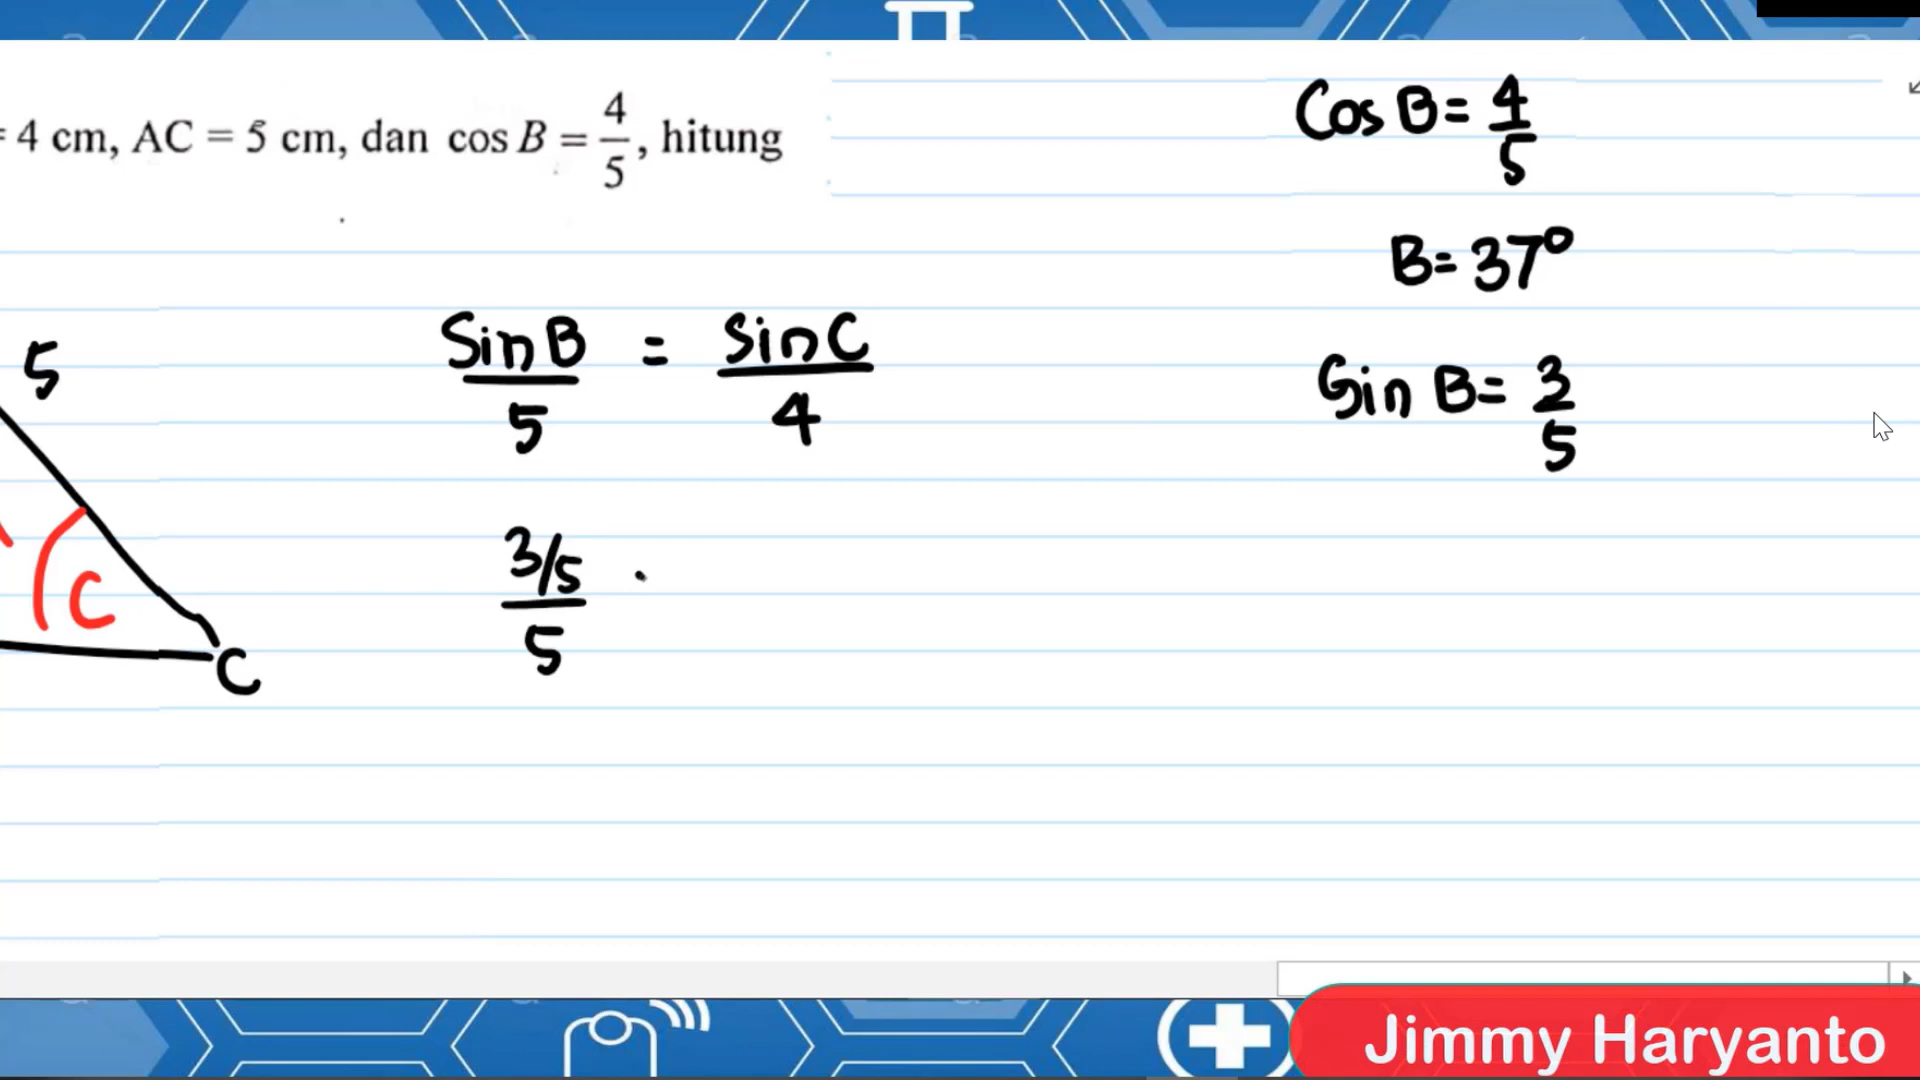 = 4 cm, AC = 5 cm, dan cos B = 4/5, hitung
5
C
C
Sin B / 5 = Sin C / 4
3/5 / 5
Cos B = 4/5
B = 37°
Sin B = 3/5
Jimmy Haryanto